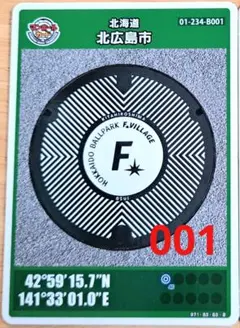 北海道
北広島市
01-234-B001
KITAHIROSHIMA
HOKKAIDO BALLPARK F.VILLAGE
F
001
42°59'15.7"N
141°33'01.0"E